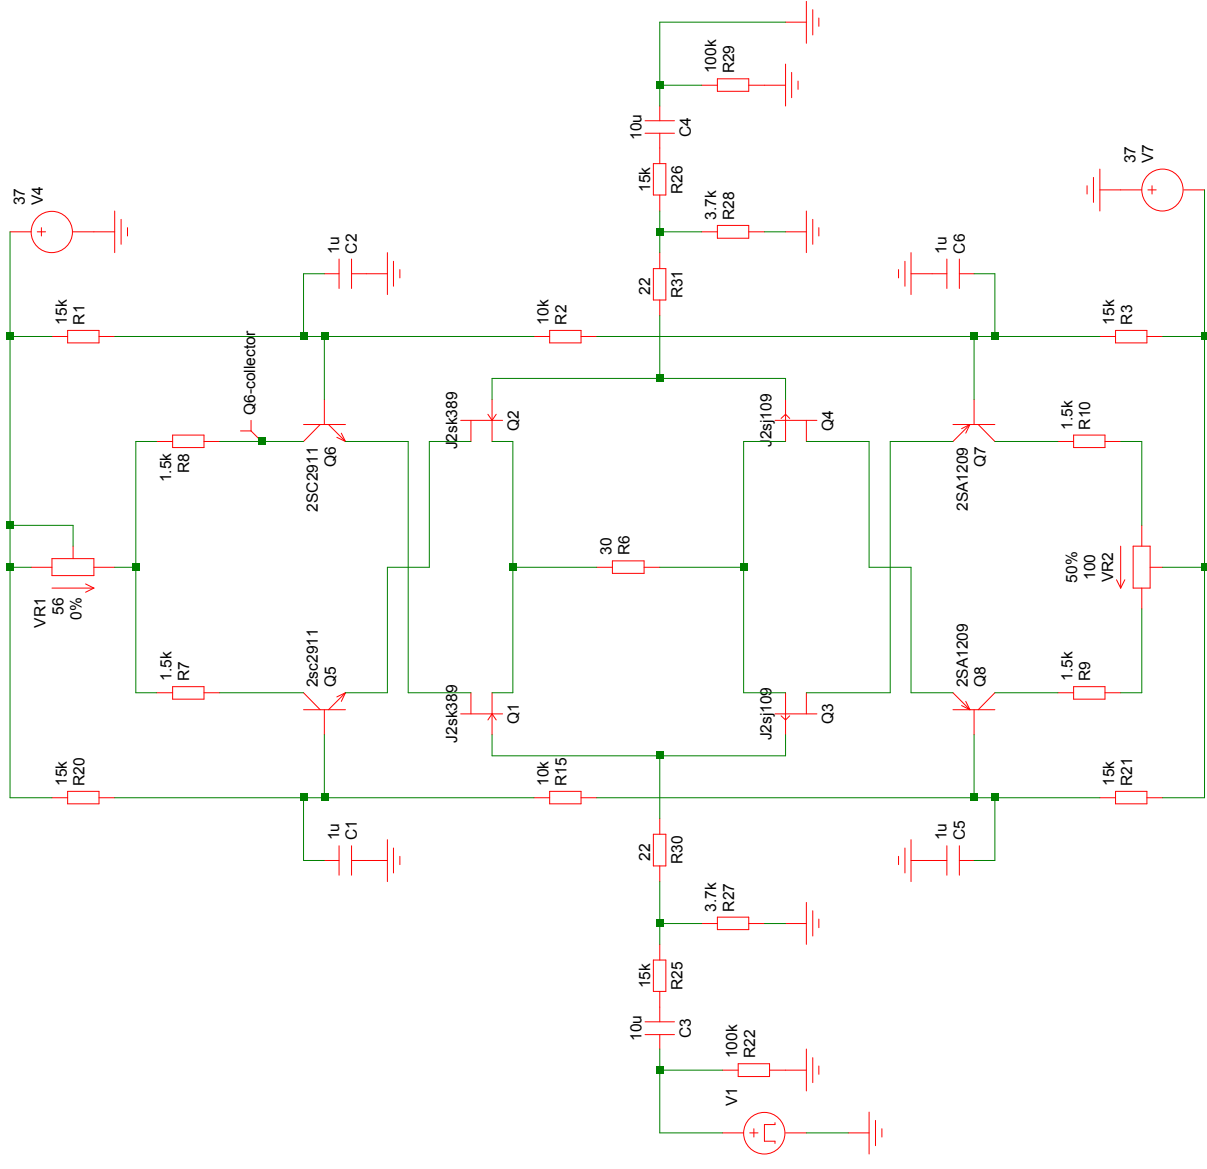 100k
R29
10u
C4
15k
R26
3.7k
R28
22
R31
37
V4
37
V7
1u
C2
1u
C6
15k
R1
10k
R2
15k
R3
Q6-collector
1.5k
R8
2SC2911
Q6
J2sk389
Q2
J2sj109
Q4
2SA1209
Q7
1.5k
R10
VR1
56
0%
30
R6
50%
100
VR2
1.5k
R7
2sc2911
Q5
J2sk389
Q1
J2sj109
Q3
2SA1209
Q8
1.5k
R9
15k
R20
10k
R15
15k
R21
1u
C1
22
R30
1u
C5
3.7k
R27
15k
R25
10u
C3
100k
R22
V1